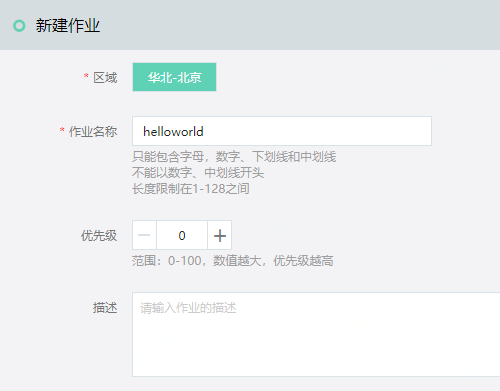 新建作业
* 区域 华北-北京
* 作业名称 helloworld
只能包含字母，数字、下划线和中划线
不能以数字、中划线开头
长度限制在1-128之间
优先级 — 0 +
范围：0-100，数值越大，优先级越高
描述 请输入作业的描述